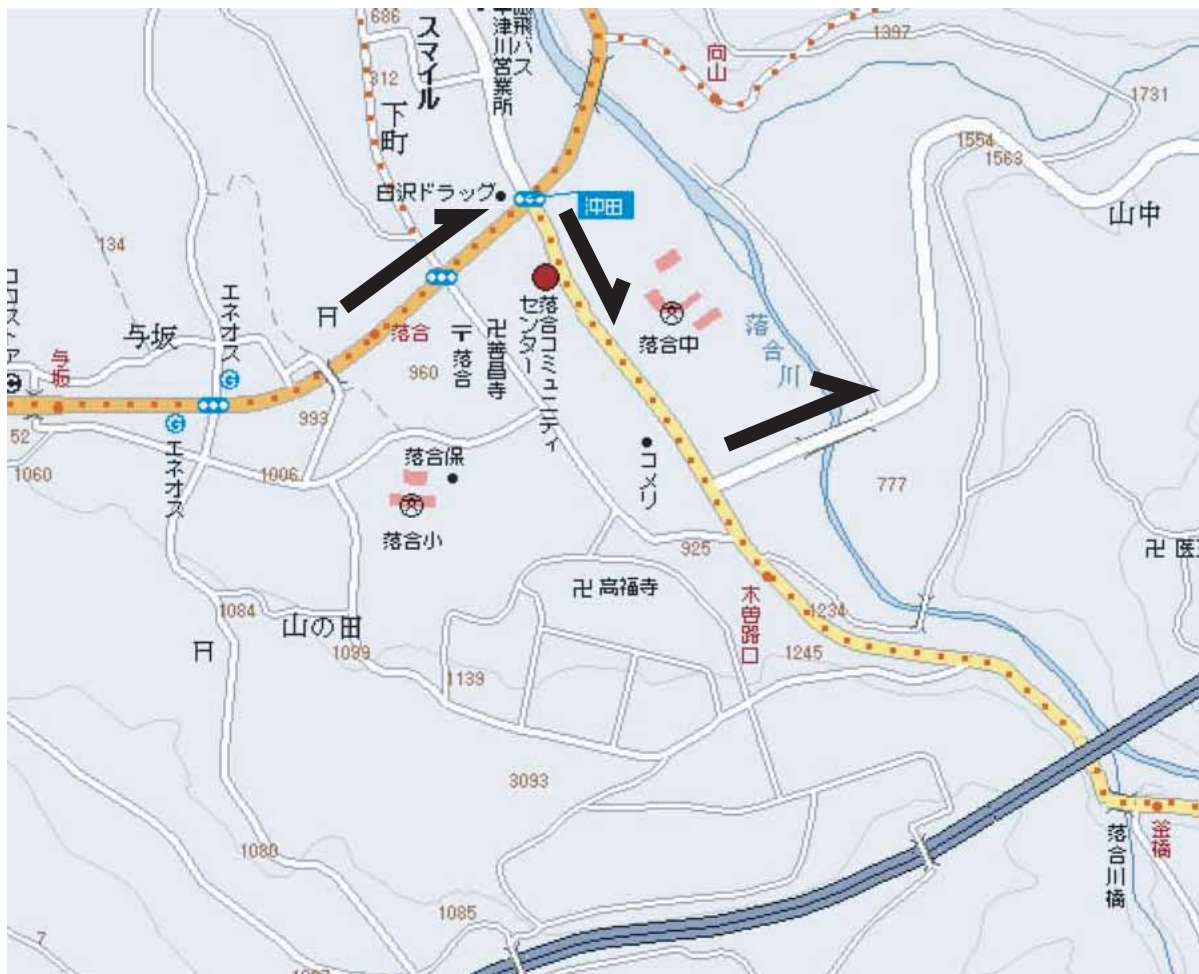 686
スマイル
津川営業所
飛バス
1397
向山
312
下町
1731
1554
1563
白沢ドラッグ
沖田
山中
134
エネオス
与坂
落合
〒落合
卍善昌寺
落合コミュニティ
センター
落合中
落合川
与坂
960
993
52
1060
エネオス
1006
落合保
コメリ
777
落合小
925
卍 医
卍 高福寺
木曽路口
1084
山の田
1234
1099
1245
1139
3093
1080
落合川橋
釜橋
1085
7